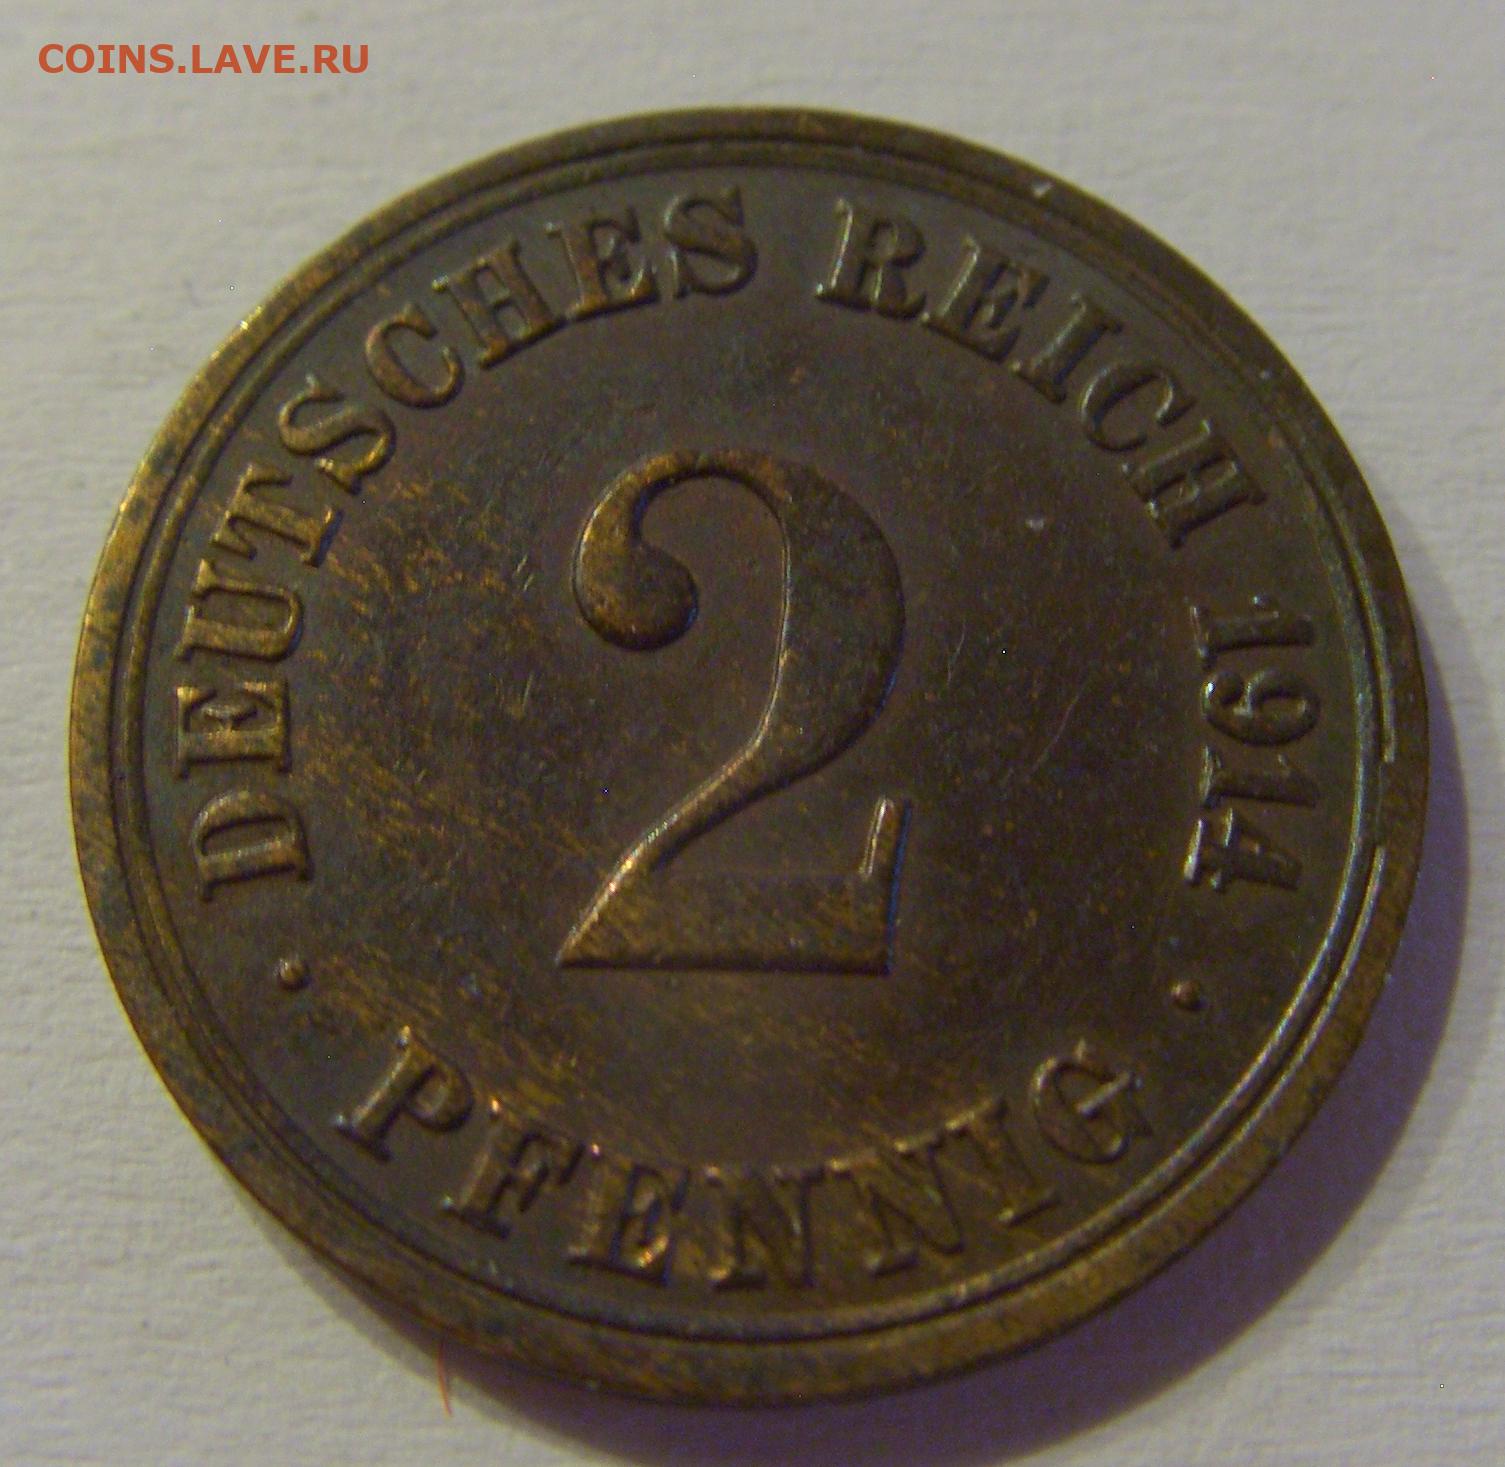 COINS.LAVE.RU
DEUTSCHES REICH 1914
2
· PFENNIG ·